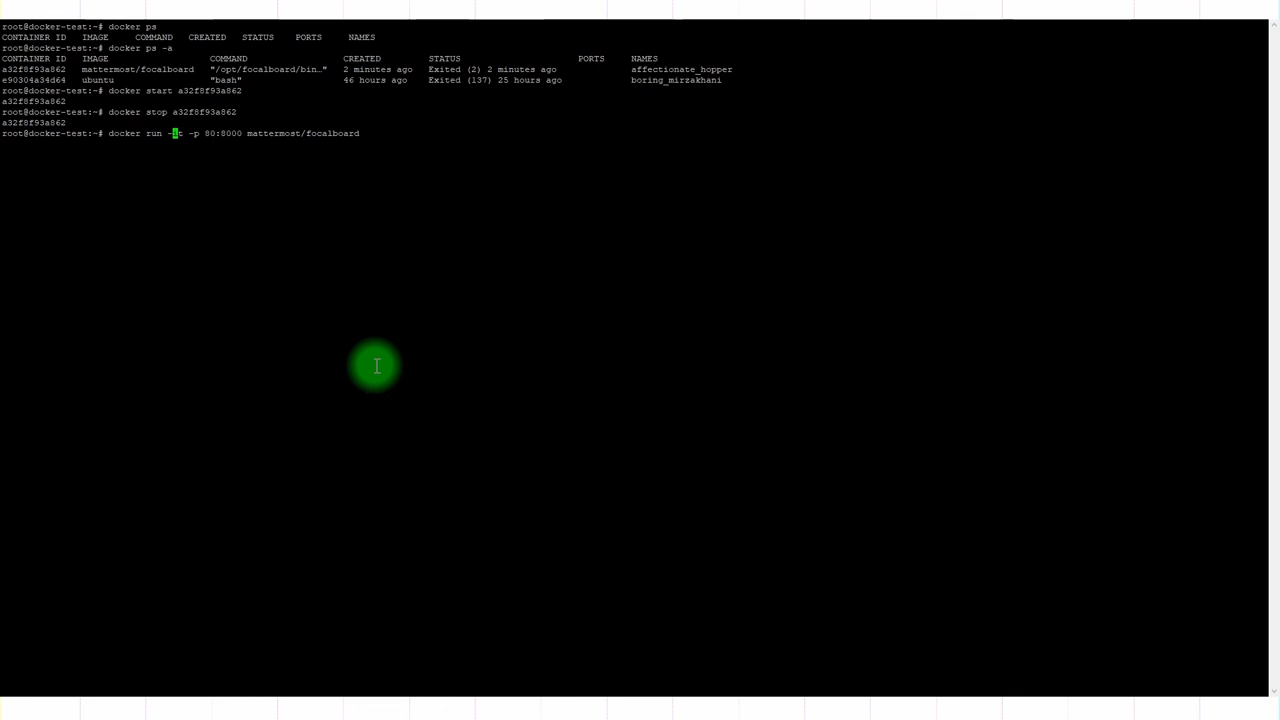 root@docker-test:~# docker ps
CONTAINER ID   IMAGE     COMMAND   CREATED   STATUS    PORTS     NAMES
root@docker-test:~# docker ps -a
CONTAINER ID   IMAGE                   COMMAND                  CREATED         STATUS                      PORTS     NAMES
a32f8f93a862   mattermost/focalboard   "/opt/focalboard/bin…"   2 minutes ago   Exited (2) 2 minutes ago              affectionate_hopper
e90304a34d64   ubuntu                  "bash"                   46 hours ago    Exited (137) 25 hours ago             boring_mirzakhani
root@docker-test:~# docker start a32f8f93a862
a32f8f93a862
root@docker-test:~# docker stop a32f8f93a862
a32f8f93a862
root@docker-test:~# docker run -it -p 80:8000 mattermost/focalboard